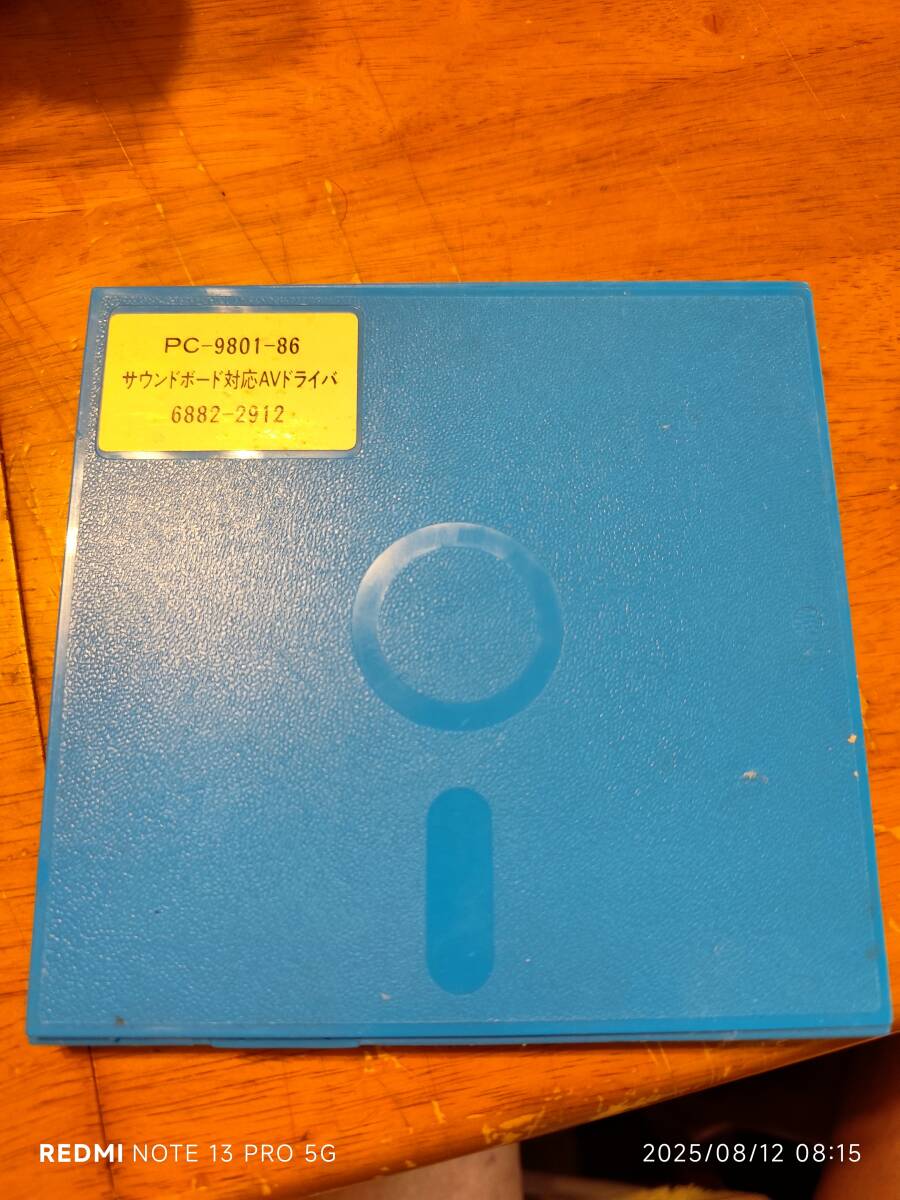 PC-9801-86
サウンドボード対応AVドライバ
6882-2912
REDMI NOTE 13 PRO 5G
2025/08/12 08:15